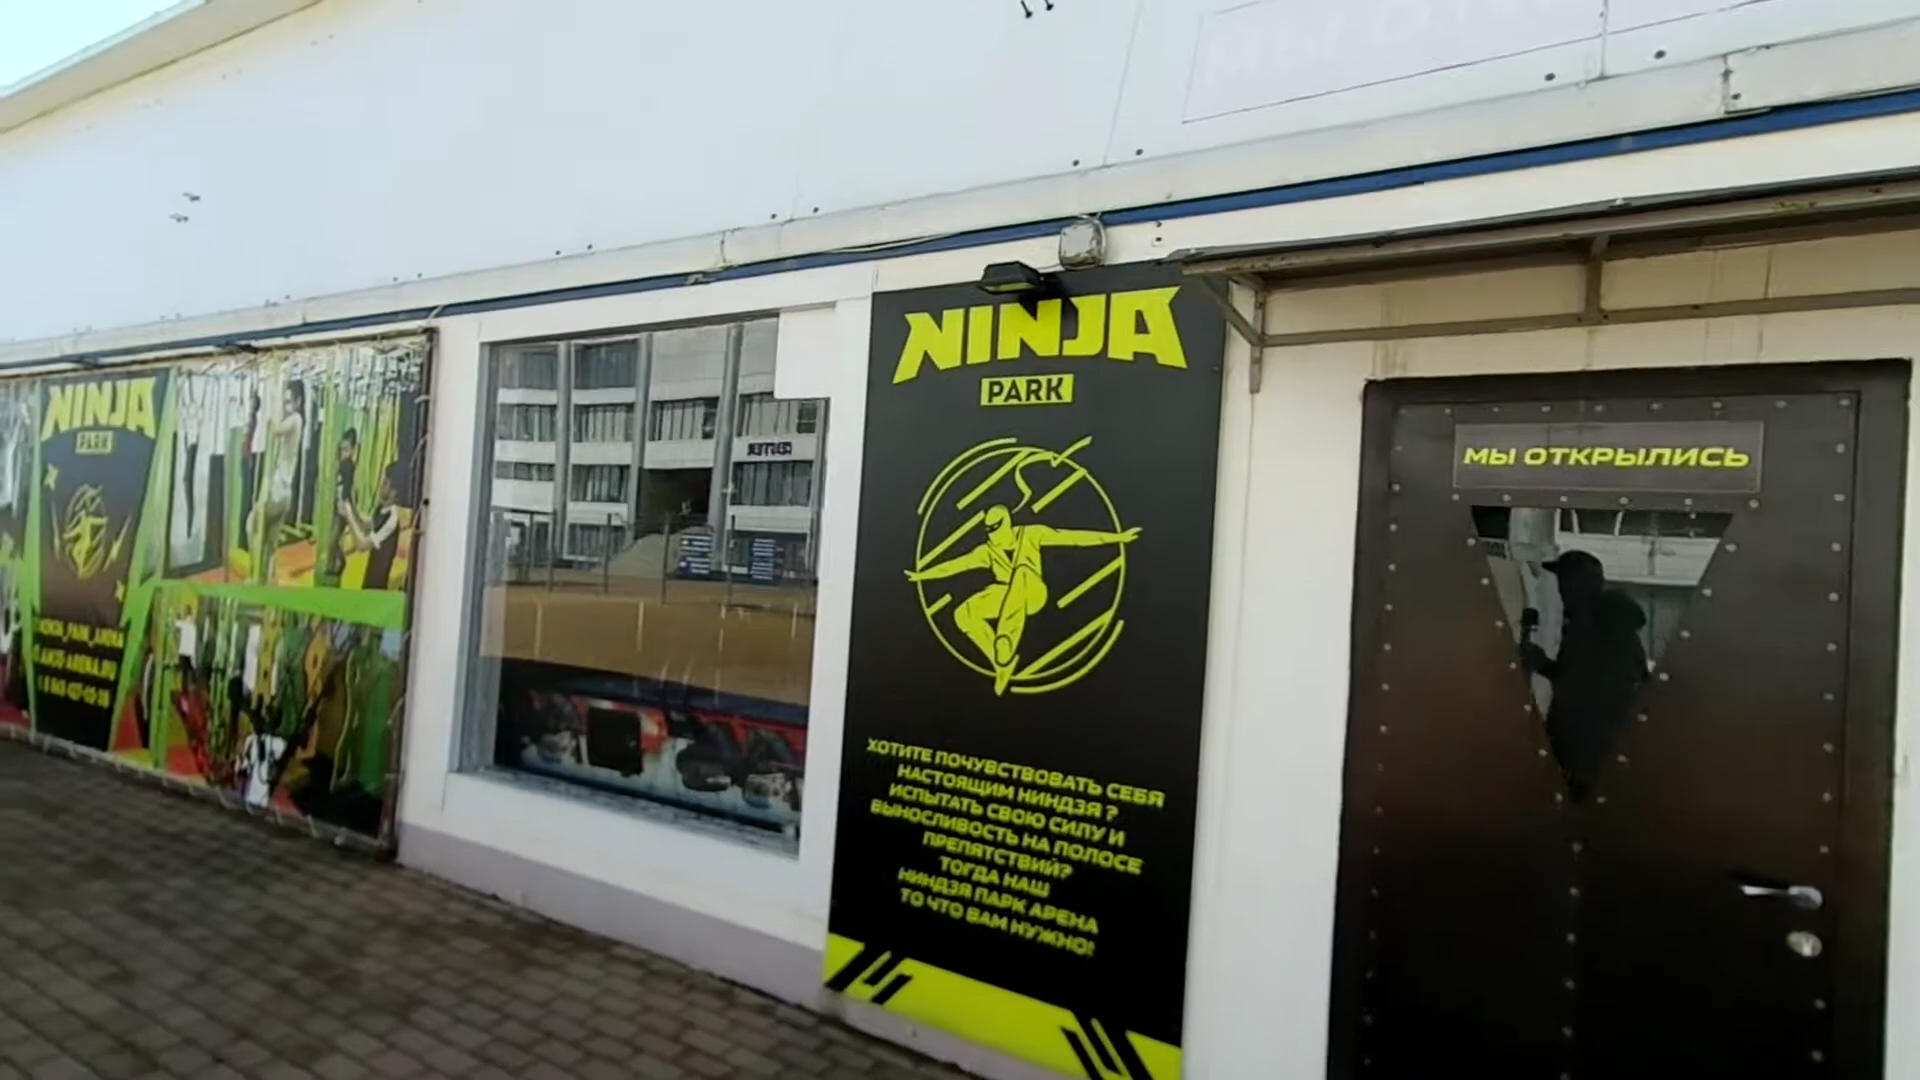 NINJA
PARK
NINJA
PARK
МЫ ОТКРЫЛИСЬ
ХОТИТЕ ПОЧУВСТВОВАТЬ СЕБЯ
НАСТОЯЩИМ НИНДЗЯ ?
ИСПЫТАТЬ СВОЮ СИЛУ И
ВЫНОСЛИВОСТЬ НА ПОЛОСЕ
ПРЕПЯТСТВИЙ?
ТОГДА НАШ
НИНДЗЯ ПАРК АРЕНА
ТО ЧТО ВАМ НУЖНО!